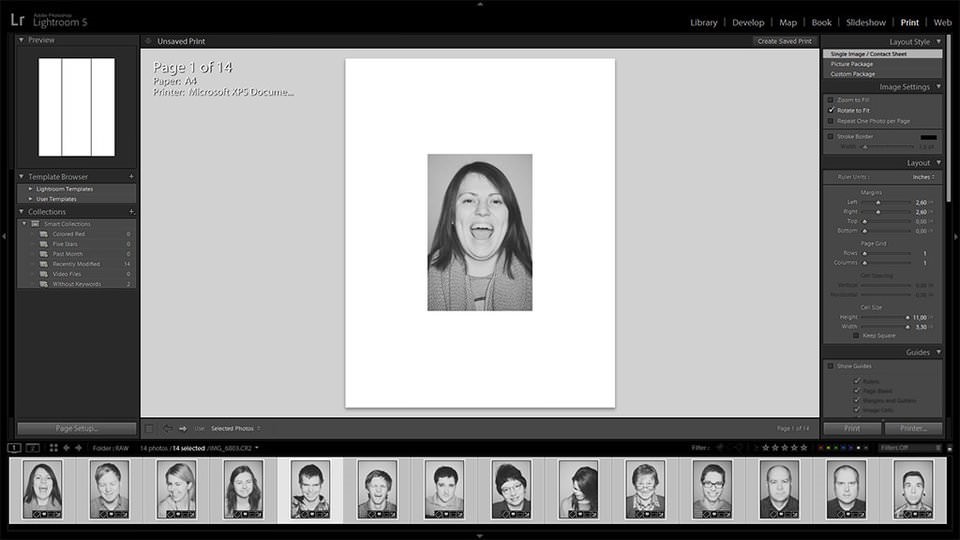 Lr Adobe Photoshop
Lightroom 5
Library | Develop | Map | Book | Slideshow | Print | Web
Preview
Unsaved Print
Create Saved Print
Page 1 of 14
Paper: A4
Printer: Microsoft XPS Docume...
Template Browser
Lightroom Templates
User Templates
Collections
Smart Collections
Colored Red 0
Five Stars 0
Past Month 0
Recently Modified 14
Video Files 0
Without Keywords 2
Page Setup...
Layout Style
Single Image / Contact Sheet
Picture Package
Custom Package
Image Settings
Zoom to Fill
Rotate to Fit
Repeat One Photo per Page
Stroke Border
Width
Layout
Ruler Units: Inches
Margins
Left 2,60
Right 2,60
Top 0,00
Bottom 0,00
Page Grid
Rows 1
Columns 1
Cell Spacing
Vertical 0,00
Horizontal 0,00
Cell Size
Height 11,00
Width 3,30
Keep Square
Guides
Show Guides
Rulers
Page Bleed
Margins and Gutters
Image Cells
Use: Selected Photos
Page 1 of 14
Print
Printer...
1 2
Folder : RAW
14 photos / 14 selected / IMG_6803.CR2
Filter :
Filters Off